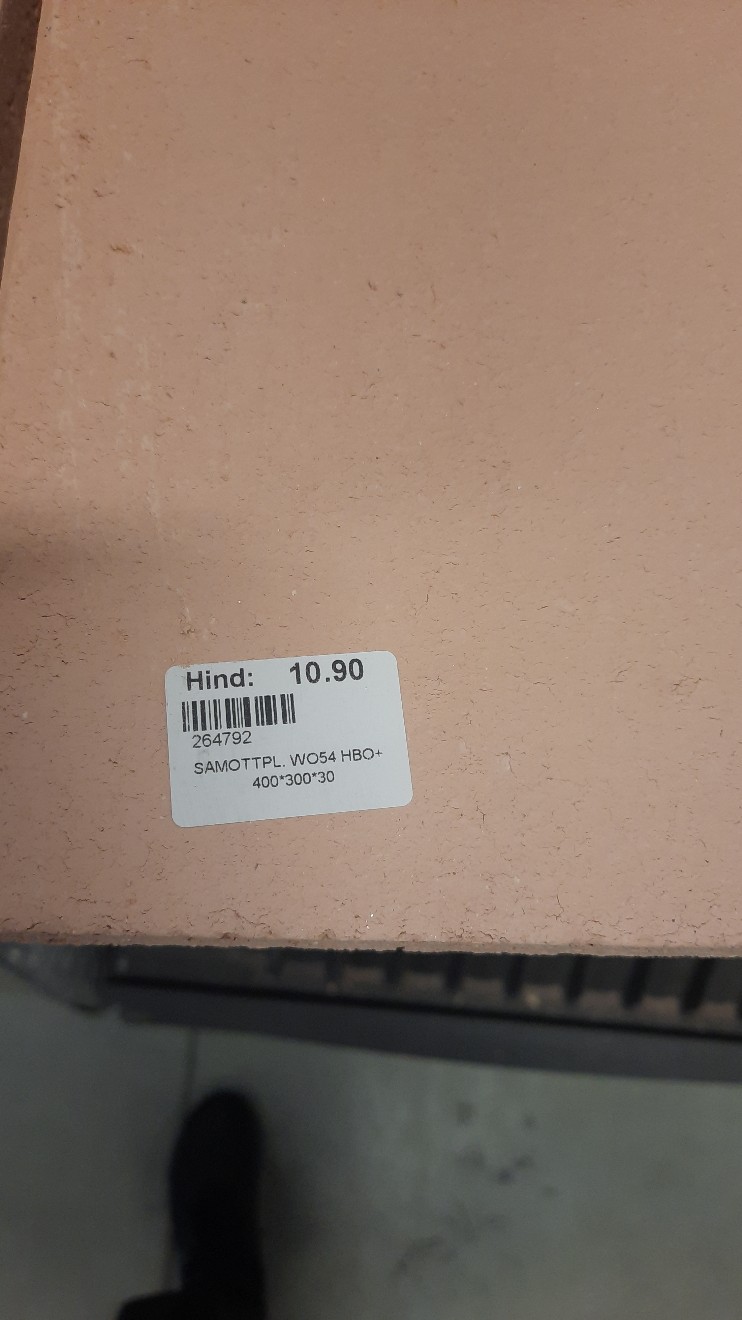 Hind: 10.90
264792
SAMOTTPL. WO54 HBO+
400*300*30